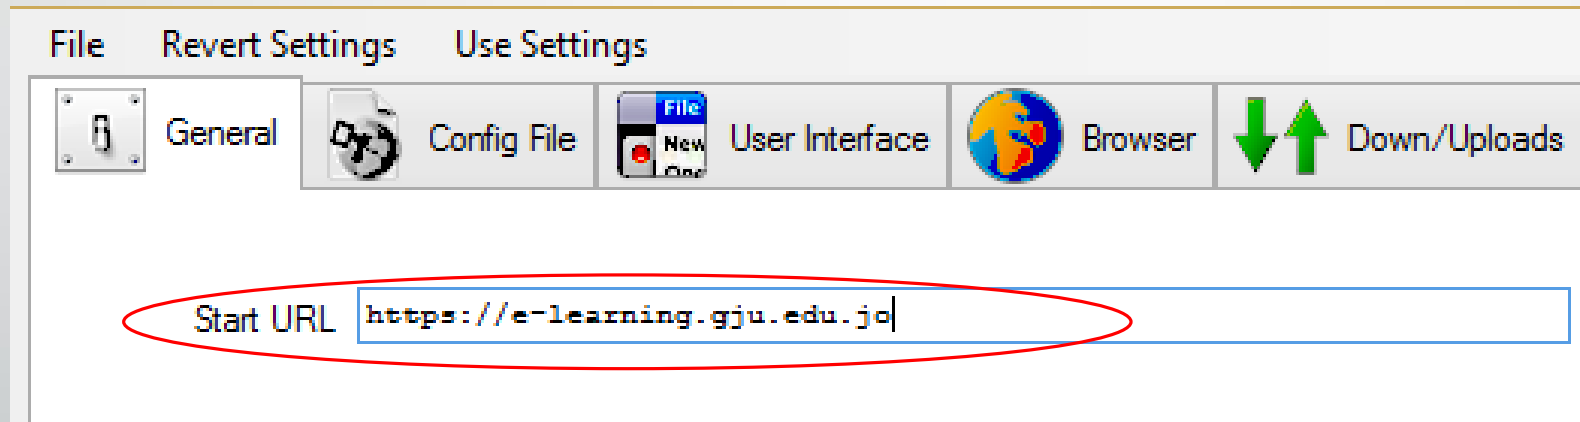 File Revert Settings Use Settings
General Config File File New User Interface Browser Down/Uploads
Start URL https://e-learning.gju.edu.jo